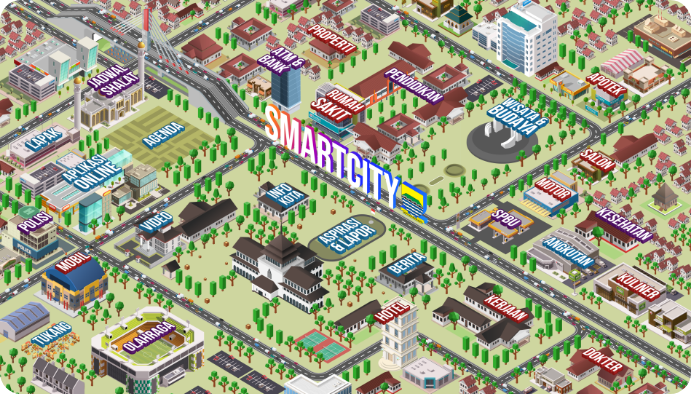 PROPERTI
ATM &
BANK
JADWAL
SHALAT
PENDIDIKAN
APOTEK
RUMAH
SAKIT
WISATA &
BUDAYA
LAPAK
AGENDA
SMARTCITY
APLIKASI
ONLINE
SALON
MOTOR
INFO
KOTA
POLISI
VIDEO
SPBU
KESEHATAN
ASPIRASI
& LAPOR
ANGKUTAN
MOBIL
BERITA
KULINER
HOTEL
KERAJINAN
TUKANG
OLAHRAGA
DOKTER